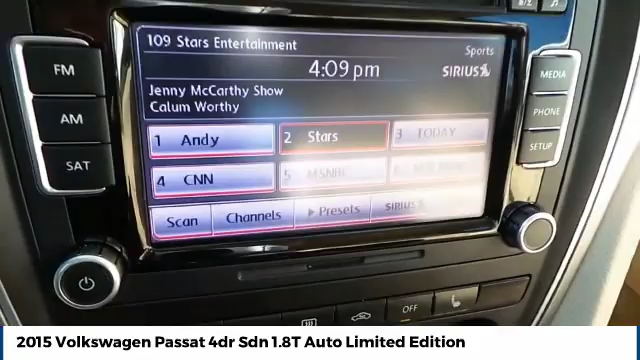 109 Stars Entertainment
Sports
4:09 pm
SIRIUS
Jenny McCarthy Show
Calum Worthy
1 Andy
2 Stars
3 TODAY
4 CNN
5 MSNBC
6
Scan
Channels
Presets
SIRIUS
FM
AM
SAT
MEDIA
PHONE
SETUP
OFF
2015 Volkswagen Passat 4dr Sdn 1.8T Auto Limited Edition